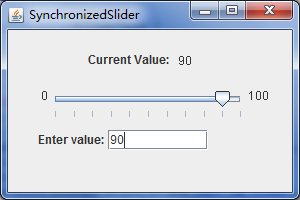 SynchronizedSlider
Current Value: 90
0 100
Enter value: 90